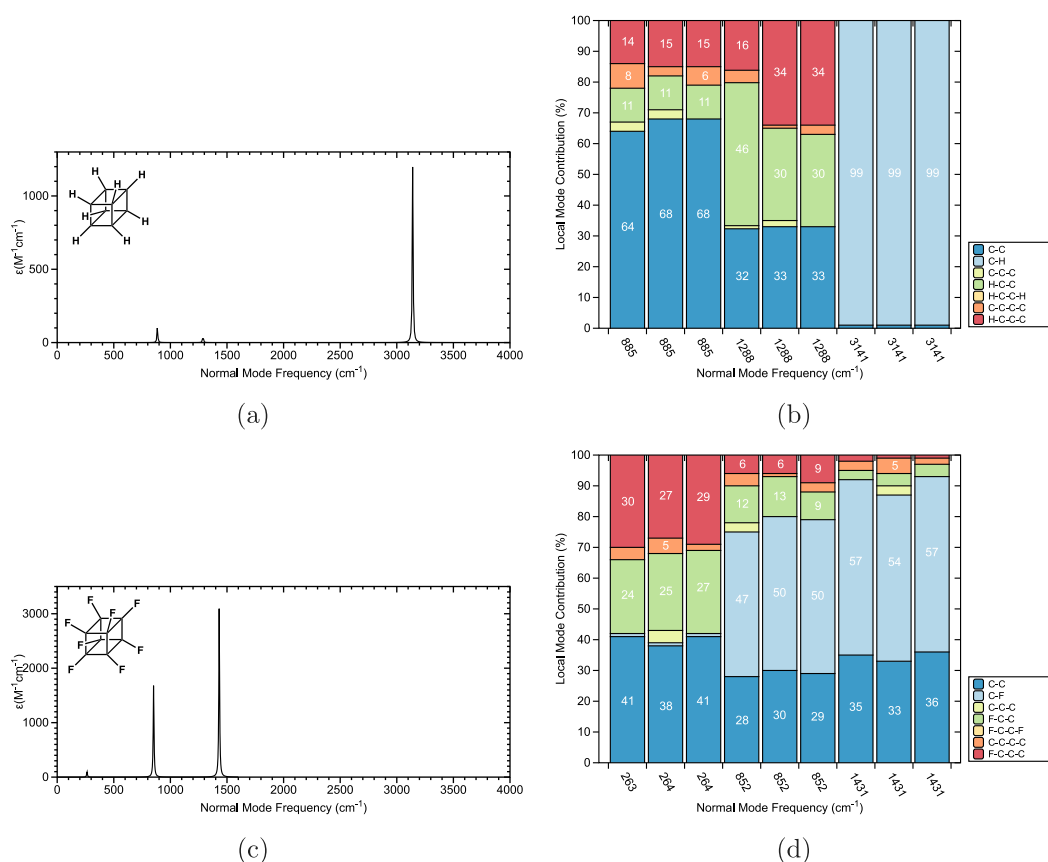 ε(M⁻¹cm⁻¹)
1000
500
0
H
H
H
H
H
H
H
H
0 500 1000 1500 2000 2500 3000 3500 4000
Normal Mode Frequency (cm⁻¹)
(a)
Local Mode Contribution (%)
100
90
80
70
60
50
40
30
20
10
0
14 15 15 16 34 34
8 6
11 11 11 46 30 30
64 68 68 32 33 33
99 99 99
885 885 885 1288 1288 1288 3141 3141 3141
Normal Mode Frequency (cm⁻¹)
C-C
C-H
C-C-C
H-C-C
H-C-C-H
C-C-C-C
H-C-C-C
(b)
ε(M⁻¹cm⁻¹)
3000
2000
1000
0
F
F
F
F
F
F
F
F
0 500 1000 1500 2000 2500 3000 3500 4000
Normal Mode Frequency (cm⁻¹)
(c)
Local Mode Contribution (%)
100
90
80
70
60
50
40
30
20
10
0
30 27 29 6 6 9
5 5
24 25 27 12 13 9
47 50 50 57 54 57
41 38 41 28 30 29 35 33 36
263 264 264 852 852 852 1431 1431 1431
Normal Mode Frequency (cm⁻¹)
C-C
C-F
C-C-C
F-C-C
F-C-C-F
C-C-C-C
F-C-C-C
(d)